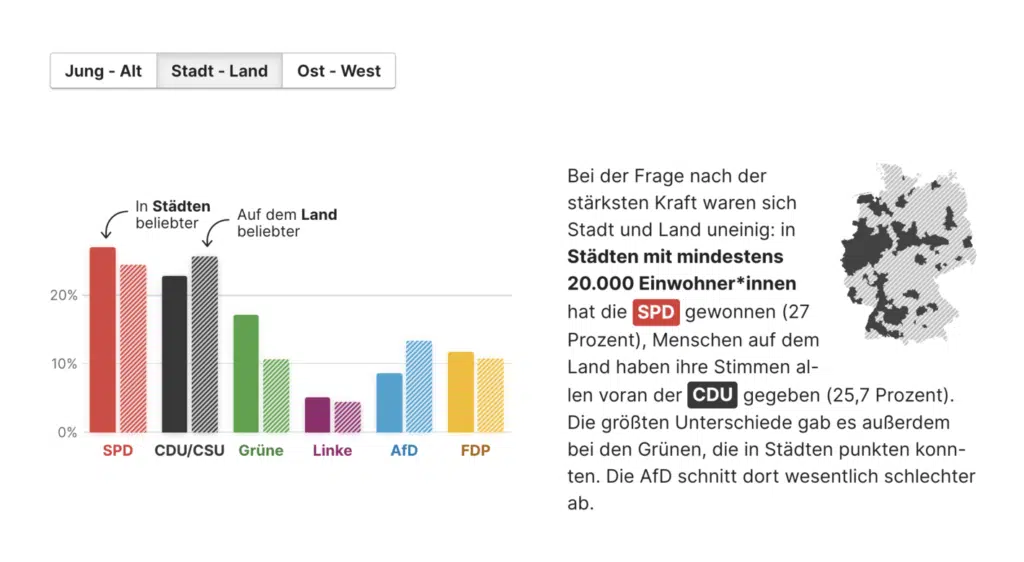 Jung - Alt
Stadt - Land
Ost - West
In Städten
beliebter
Auf dem Land
beliebter
20%
10%
0%
SPD
CDU/CSU
Grüne
Linke
AfD
FDP
Bei der Frage nach der
stärksten Kraft waren sich
Stadt und Land uneinig: in
Städten mit mindestens
20.000 Einwohner*innen
hat die SPD gewonnen (27
Prozent), Menschen auf dem
Land haben ihre Stimmen al-
len voran der CDU gegeben (25,7 Prozent).
Die größten Unterschiede gab es außerdem
bei den Grünen, die in Städten punkten konn-
ten. Die AfD schnitt dort wesentlich schlechter
ab.